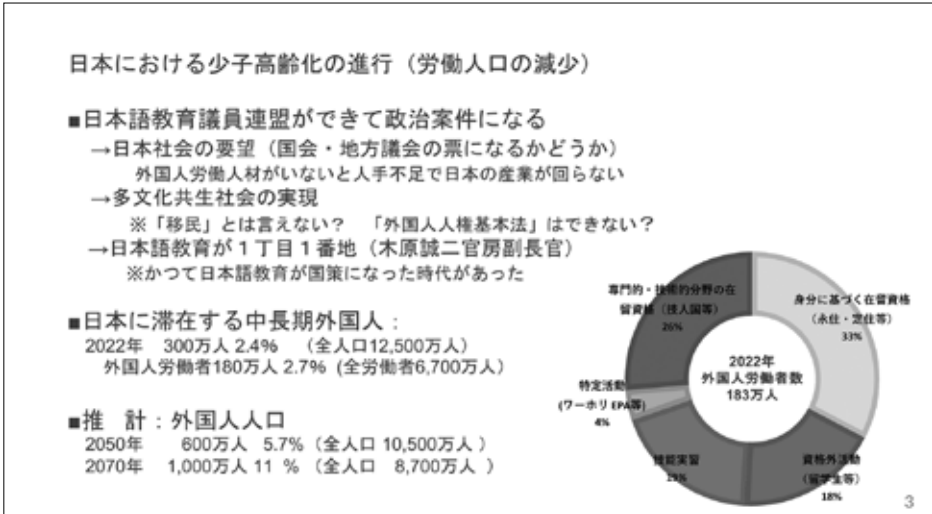 日本における少子高齢化の進行（労働人口の減少）
■日本語教育議員連盟ができて政治案件になる
→日本社会の要望（国会・地方議会の票になるかどうか）
外国人労働人材がいないと人手不足で日本の産業が回らない
→多文化共生社会の実現
※「移民」とは言えない？　「外国人人権基本法」はできない？
→日本語教育が１丁目１番地（木原誠二官房副長官）
※かつて日本語教育が国策になった時代があった
■日本に滞在する中長期外国人：
2022年　300万人 2.4%　（全人口12,500万人）
外国人労働者180万人 2.7%（全労働者6,700万人）
■推　計：外国人人口
2050年　600万人　5.7%（全人口 10,500万人 ）
2070年　1,000万人 11 %（全人口　8,700万人 ）
専門的・技術的分野の在
留資格（技人国等）
26%
身分に基づく在留資格
（永住・定住等）
33%
2022年
外国人労働者数
183万人
特定活動
(ワーホリ EPA等)
4%
技能実習
19%
資格外活動
（留学生等）
18%
3